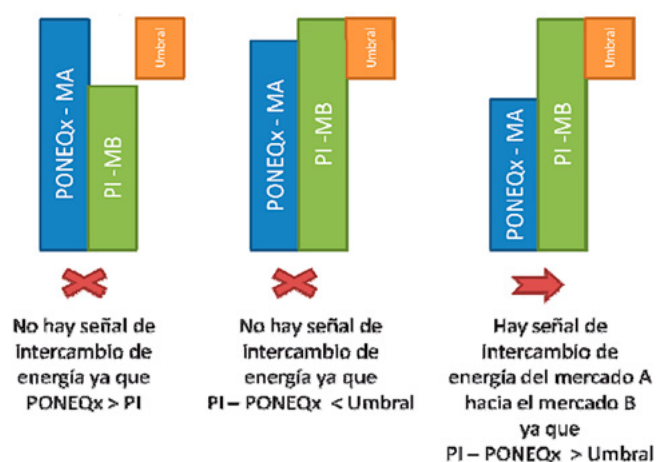 Umbral
PONEQx - MA
PI -MB
Umbral
PONEQx - MA
PI -MB
Umbral
PONEQx - MA
PI -MB
No hay señal de
intercambio de
energía ya que
PONEQx > PI
No hay señal de
intercambio de
energía ya que
PI – PONEQx < Umbral
Hay señal de
intercambio de
energía del mercado A
hacia el mercado B
ya que
PI – PONEQx > Umbral